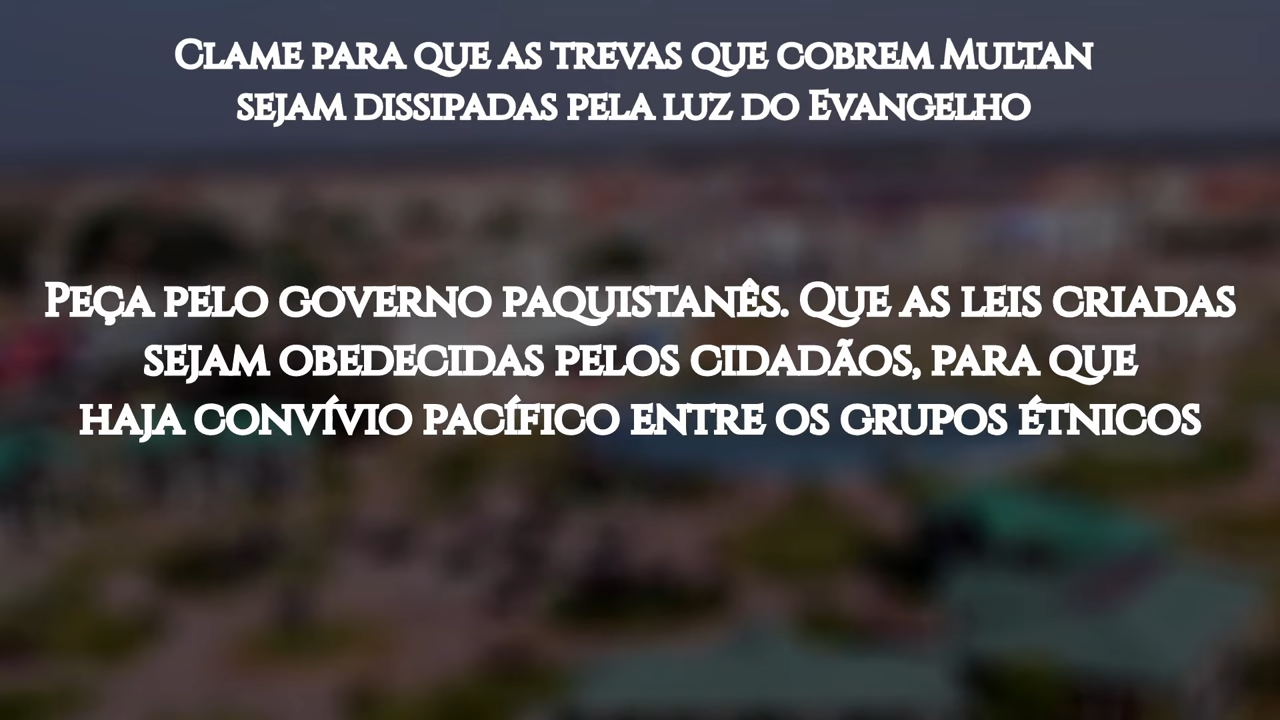 Clame para que as trevas que cobrem Multan
sejam dissipadas pela luz do Evangelho
Peça pelo governo paquistanês. Que as leis criadas
sejam obedecidas pelos cidadãos, para que
haja convívio pacífico entre os grupos étnicos